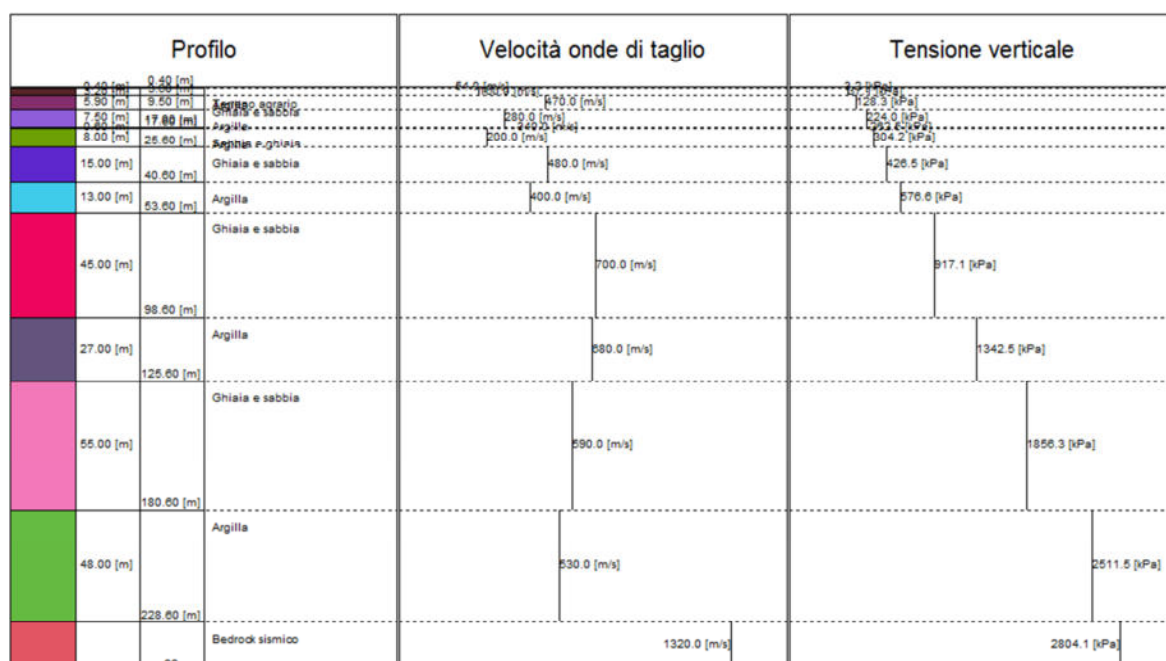 Profilo Velocità onde di taglio Tensione verticale
0.40 [m] 0.40 [m]
5.90 [m] 9.50 [m] 470.0 [m/s] 128.3 [kPa]
7.50 [m] Ghiaia e sabbia 280.0 [m/s] 224.0 [kPa]
Argilla
8.00 [m] 25.60 [m] 200.0 [m/s] 304.2 [kPa]
15.00 [m] 40.60 [m] Ghiaia e sabbia 480.0 [m/s] 426.5 [kPa]
13.00 [m] 53.60 [m] Argilla 400.0 [m/s] 576.6 [kPa]
Ghiaia e sabbia
45.00 [m] 700.0 [m/s] 917.1 [kPa]
98.60 [m]
Argilla
27.00 [m] 680.0 [m/s] 1342.5 [kPa]
125.60 [m]
Ghiaia e sabbia
55.00 [m] 590.0 [m/s] 1856.3 [kPa]
180.60 [m]
Argilla
48.00 [m] 530.0 [m/s] 2511.5 [kPa]
228.60 [m]
Bedrock sismico 1320.0 [m/s] 2804.1 [kPa]